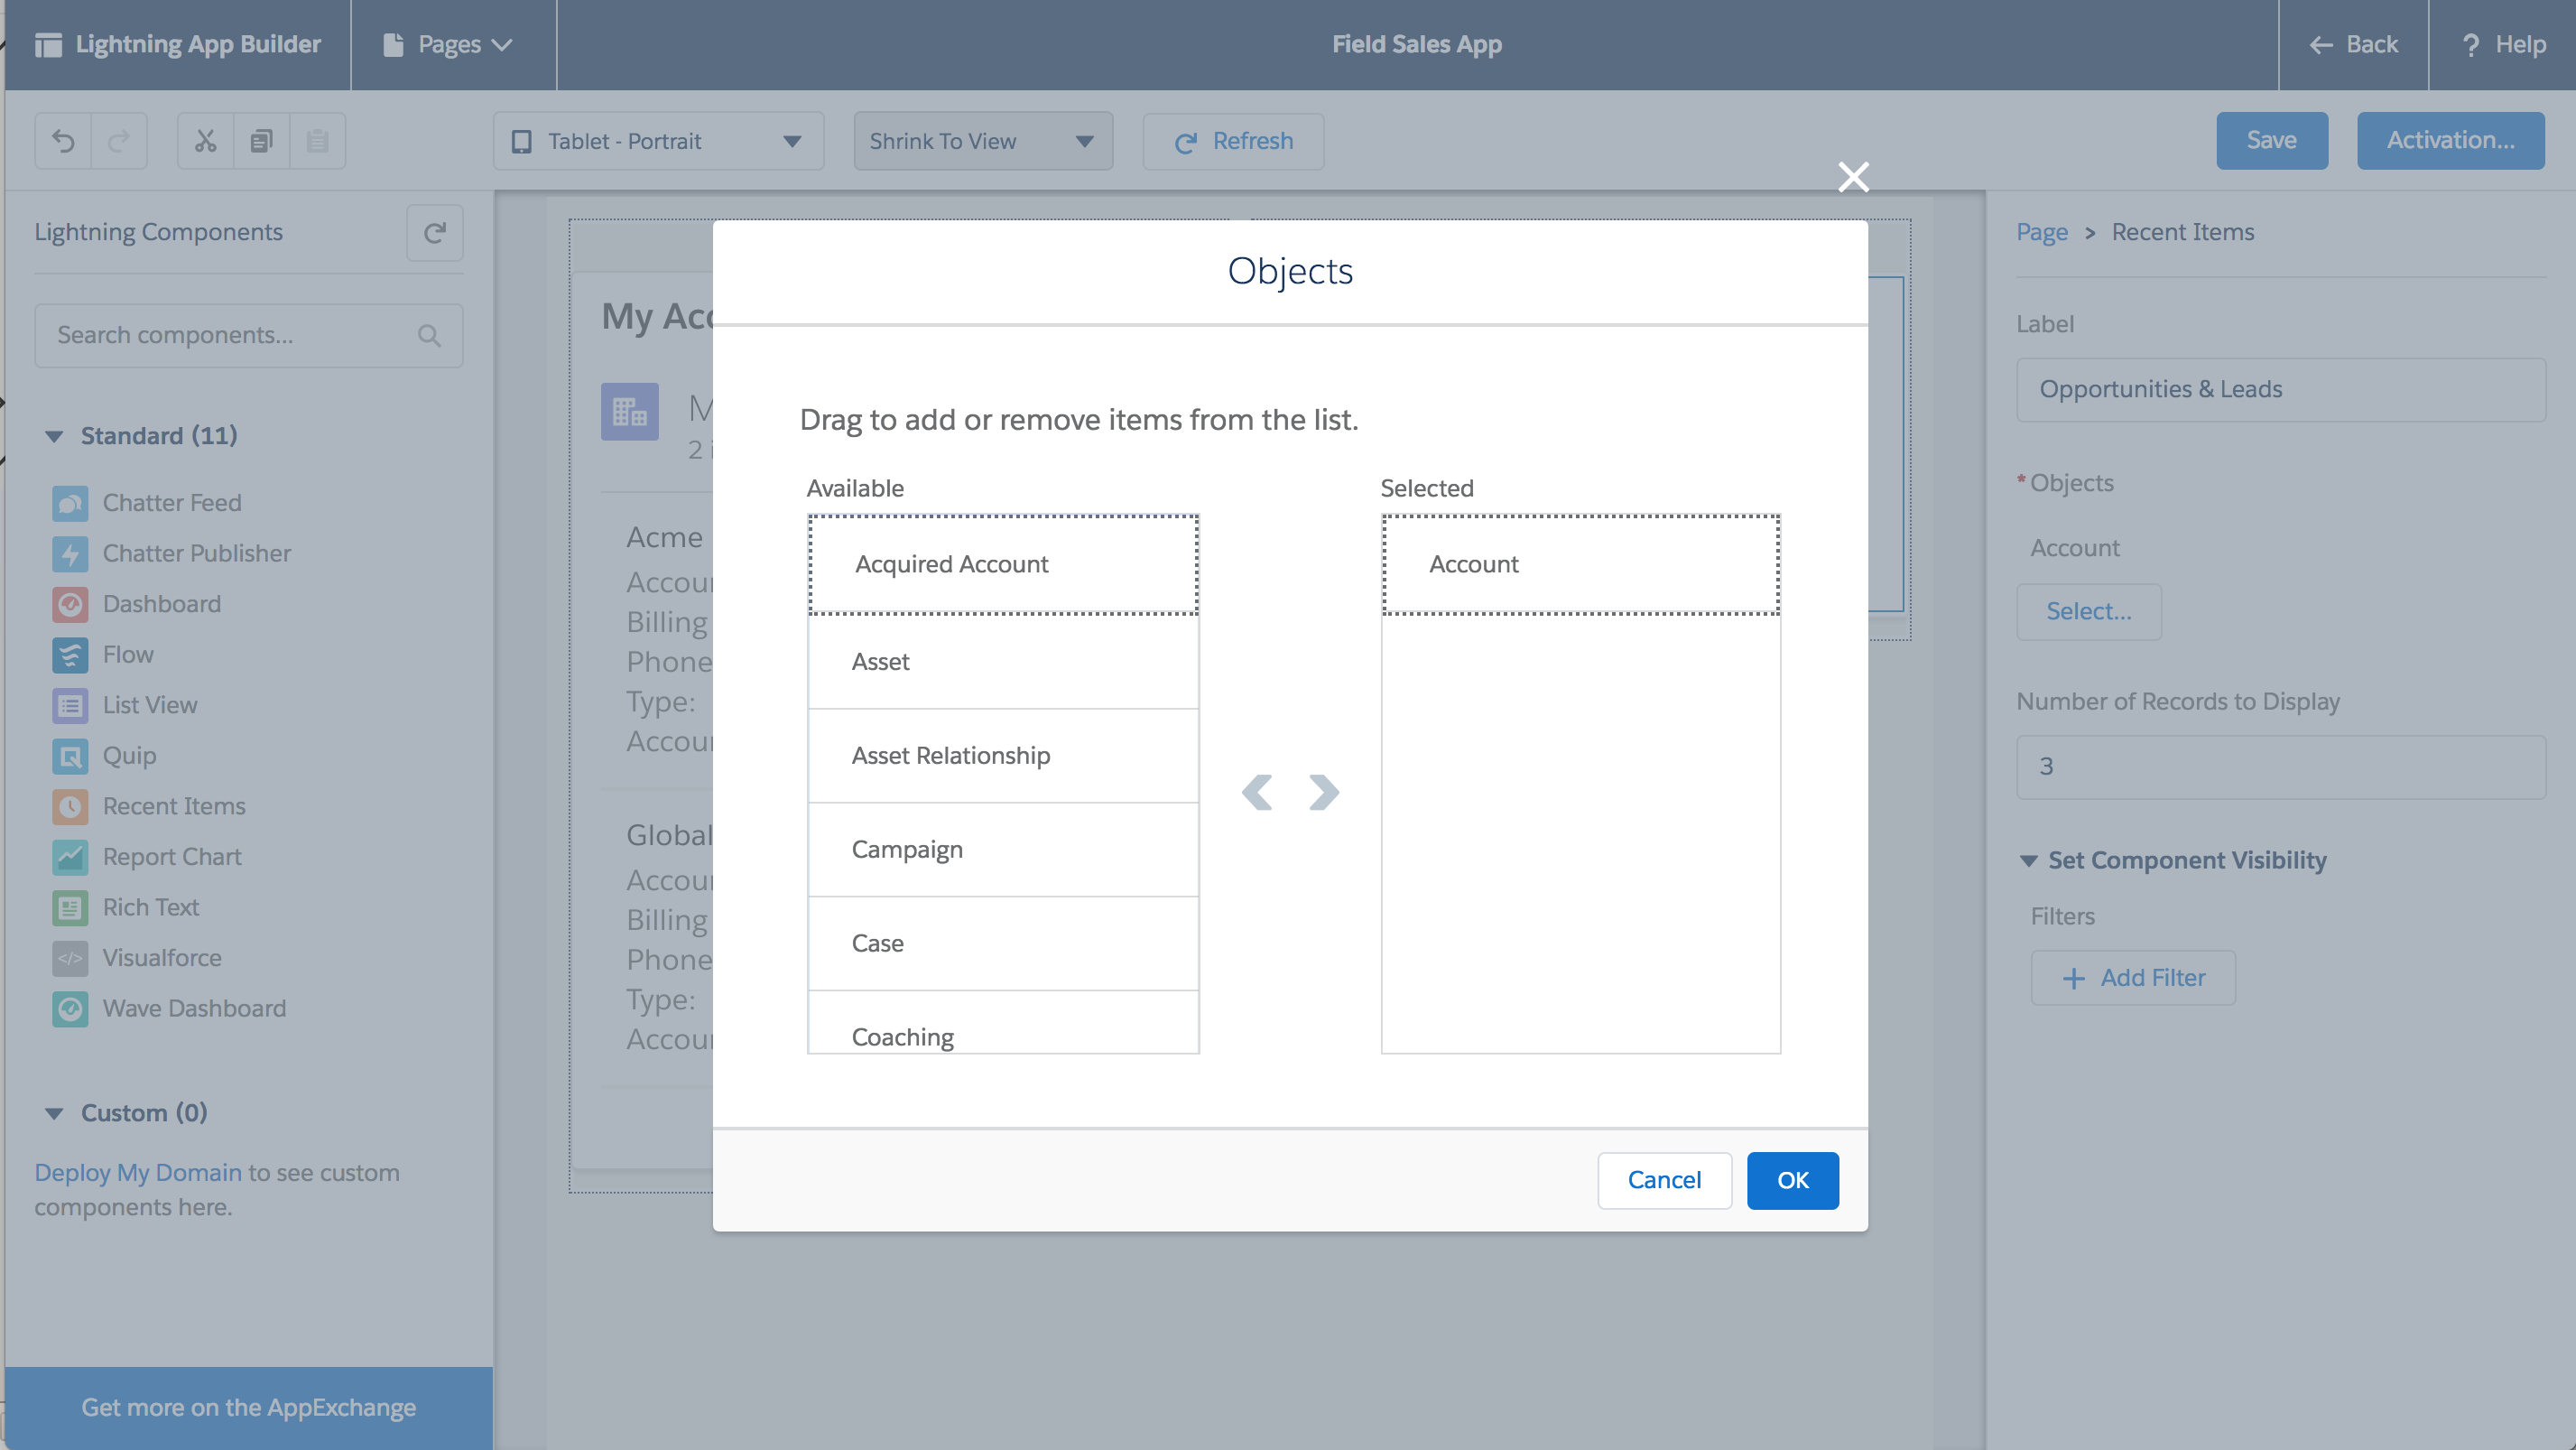 Lightning App Builder
Pages
Field Sales App
Back
? Help
Tablet - Portrait
Shrink To View
Refresh
Save
Activation...
Lightning Components
Search components...
Standard (11)
Chatter Feed
Chatter Publisher
Dashboard
Flow
List View
Quip
Recent Items
Report Chart
Rich Text
Visualforce
Wave Dashboard
Custom (0)
Deploy My Domain to see custom
components here.
Get more on the AppExchange
My Acc
M
2 i
Acme
Accou
Billing
Phone
Type:
Accou
Global
Accou
Billing
Phone
Type:
Accou
Objects
Drag to add or remove items from the list.
Available
Acquired Account
Asset
Asset Relationship
Campaign
Case
Coaching
Selected
Account
Cancel
OK
Page > Recent Items
Label
Opportunities & Leads
* Objects
Account
Select...
Number of Records to Display
3
Set Component Visibility
Filters
Add Filter